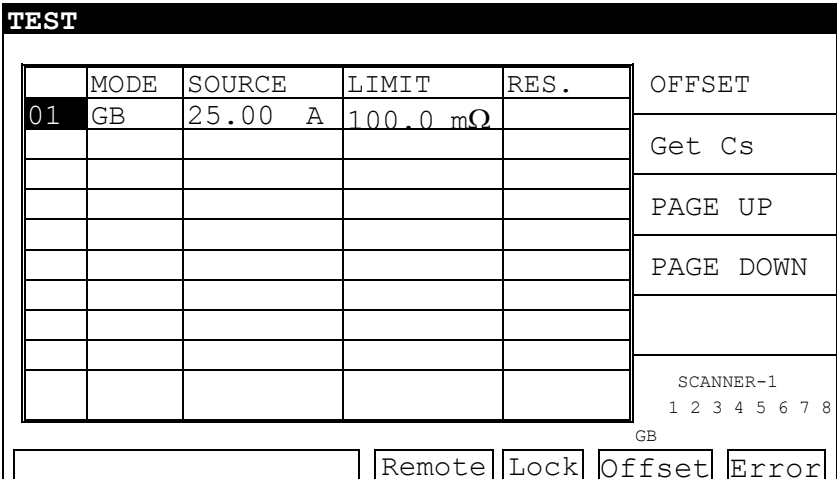 TEST
MODE SOURCE LIMIT RES.
01 GB 25.00 A 100.0 mΩ
OFFSET
Get Cs
PAGE UP
PAGE DOWN
SCANNER-1
1 2 3 4 5 6 7 8
GB
Remote Lock Offset Error